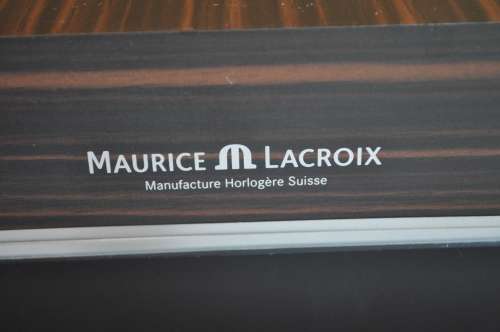 MAURICE LACROIX
Manufacture Horlogère Suisse